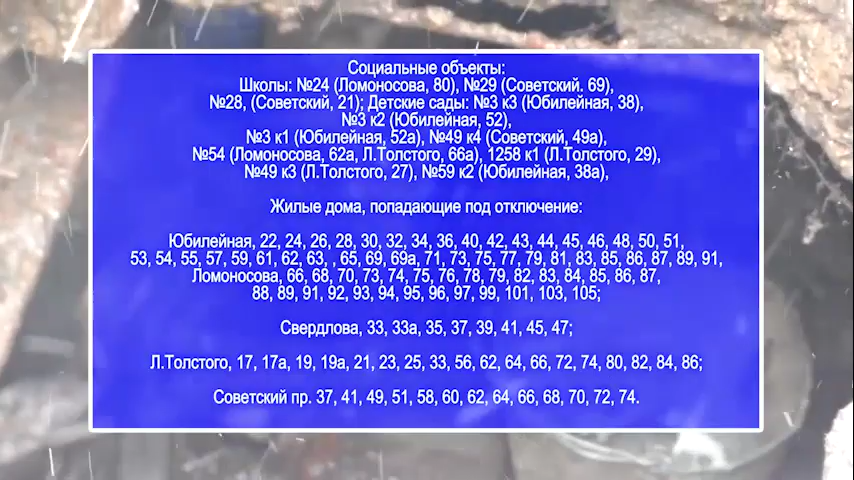 Социальные объекты:
Школы: №24 (Ломоносова, 80), №29 (Советский. 69),
№28, (Советский, 21); Детские сады: №3 к3 (Юбилейная, 38),
№3 к2 (Юбилейная, 52),
№3 к1 (Юбилейная, 52а), №49 к4 (Советский, 49а),
№54 (Ломоносова, 62а, Л.Толстого, 66а), 1258 к1 (Л.Толстого, 29),
№49 к3 (Л.Толстого, 27), №59 к2 (Юбилейная, 38а),
Жилые дома, попадающие под отключение:
Юбилейная, 22, 24, 26, 28, 30, 32, 34, 36, 40, 42, 43, 44, 45, 46, 48, 50, 51,
53, 54, 55, 57, 59, 61, 62, 63, , 65, 69, 69а, 71, 73, 75, 77, 79, 81, 83, 85, 86, 87, 89, 91,
Ломоносова, 66, 68, 70, 73, 74, 75, 76, 78, 79, 82, 83, 84, 85, 86, 87,
88, 89, 91, 92, 93, 94, 95, 96, 97, 99, 101, 103, 105;
Свердлова, 33, 33а, 35, 37, 39, 41, 45, 47;
Л.Толстого, 17, 17а, 19, 19а, 21, 23, 25, 33, 56, 62, 64, 66, 72, 74, 80, 82, 84, 86;
Советский пр. 37, 41, 49, 51, 58, 60, 62, 64, 66, 68, 70, 72, 74.